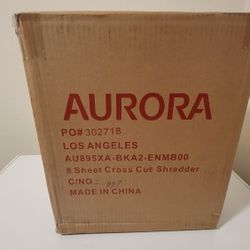 AURORA
PO# 302718
LOS ANGELES
AU895XA-BKA2-ENMB00
8 Sheet Cross Cut Shredder
C/NO.:
MADE IN CHINA